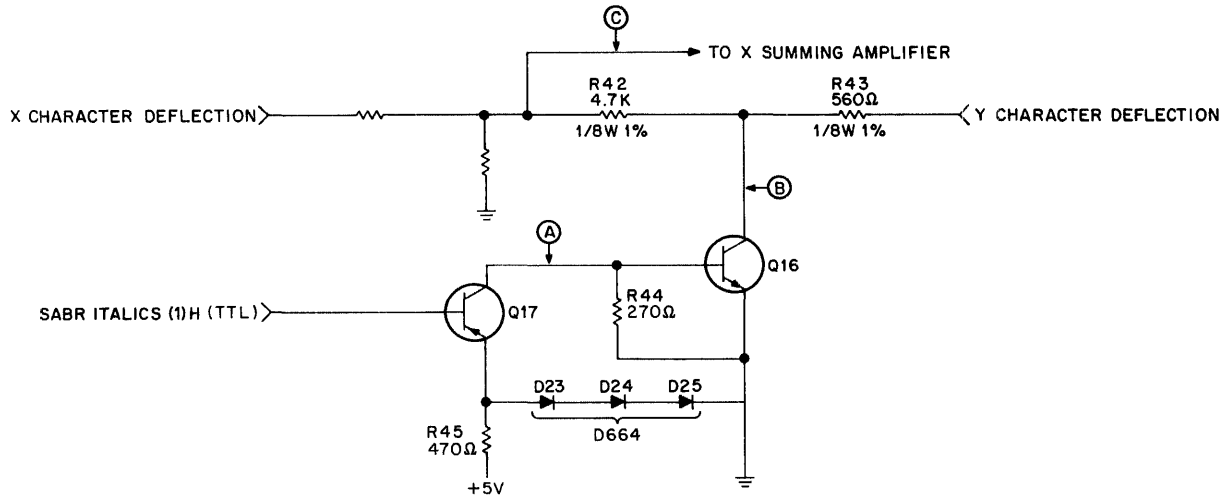 C
TO X SUMMING AMPLIFIER
R42
4.7K
1/8W 1%
R43
560Ω
1/8W 1%
X CHARACTER DEFLECTION
Y CHARACTER DEFLECTION
B
A
Q16
SABR ITALICS (1) H (TTL)
Q17
R44
270Ω
D23 D24 D25
D664
R45
470Ω
+5V